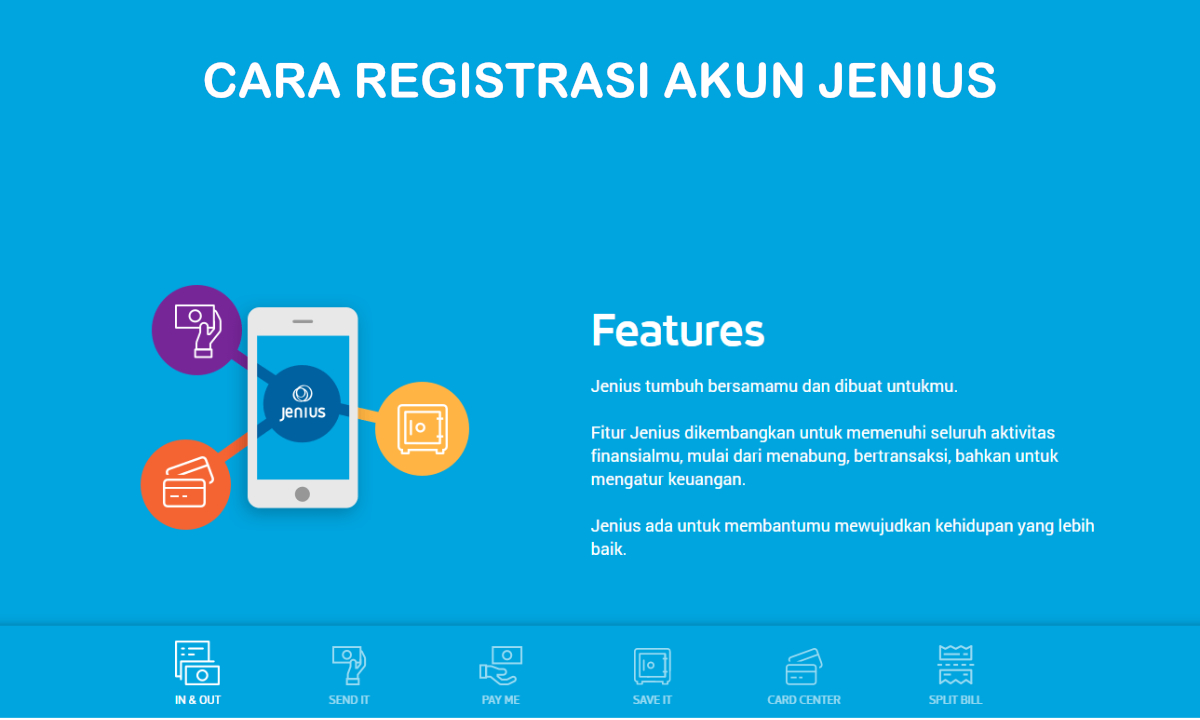 CARA REGISTRASI AKUN JENIUS
Jenius
Features
Jenius tumbuh bersamamu dan dibuat untukmu.
Fitur Jenius dikembangkan untuk memenuhi seluruh aktivitas
finansialmu, mulai dari menabung, bertransaksi, bahkan untuk
mengatur keuangan.
Jenius ada untuk membantumu mewujudkan kehidupan yang lebih
baik.
IN & OUT
SEND IT
PAY ME
SAVE IT
CARD CENTER
SPLIT BILL